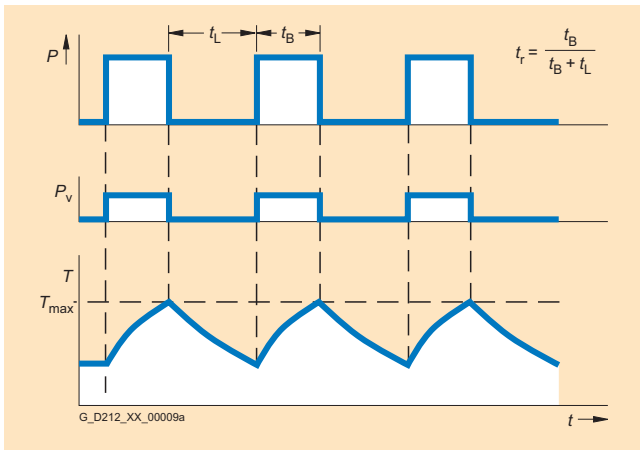 t_L t_B
P
t_r = t_B / (t_B + t_L)
P_v
T
T_max
G_D212_XX_00009a
t